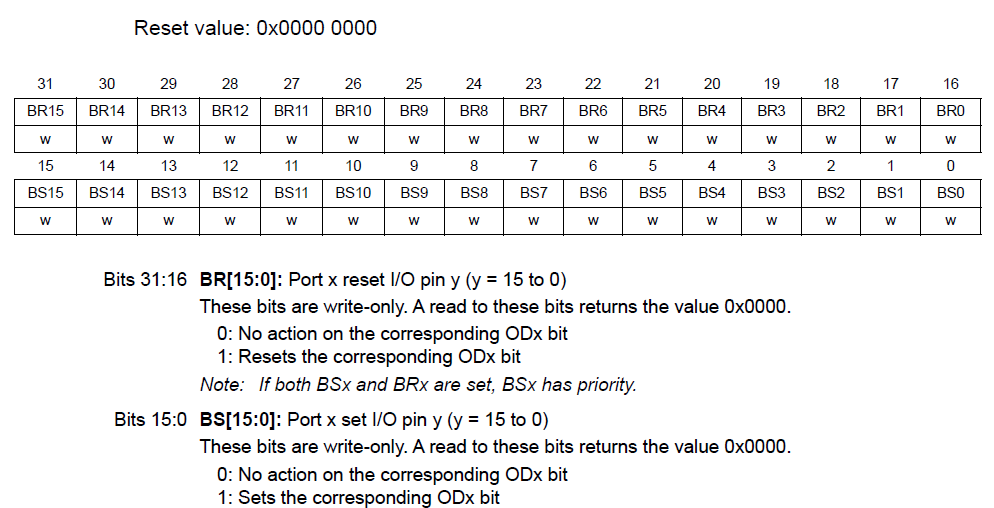 Reset value: 0x0000 0000
31 30 29 28 27 26 25 24 23 22 21 20 19 18 17 16
BR15 BR14 BR13 BR12 BR11 BR10 BR9 BR8 BR7 BR6 BR5 BR4 BR3 BR2 BR1 BR0
w w w w w w w w w w w w w w w w
15 14 13 12 11 10 9 8 7 6 5 4 3 2 1 0
BS15 BS14 BS13 BS12 BS11 BS10 BS9 BS8 BS7 BS6 BS5 BS4 BS3 BS2 BS1 BS0
w w w w w w w w w w w w w w w w
Bits 31:16 BR[15:0]: Port x reset I/O pin y (y = 15 to 0)
These bits are write-only. A read to these bits returns the value 0x0000.
0: No action on the corresponding ODx bit
1: Resets the corresponding ODx bit
Note: If both BSx and BRx are set, BSx has priority.
Bits 15:0 BS[15:0]: Port x set I/O pin y (y = 15 to 0)
These bits are write-only. A read to these bits returns the value 0x0000.
0: No action on the corresponding ODx bit
1: Sets the corresponding ODx bit